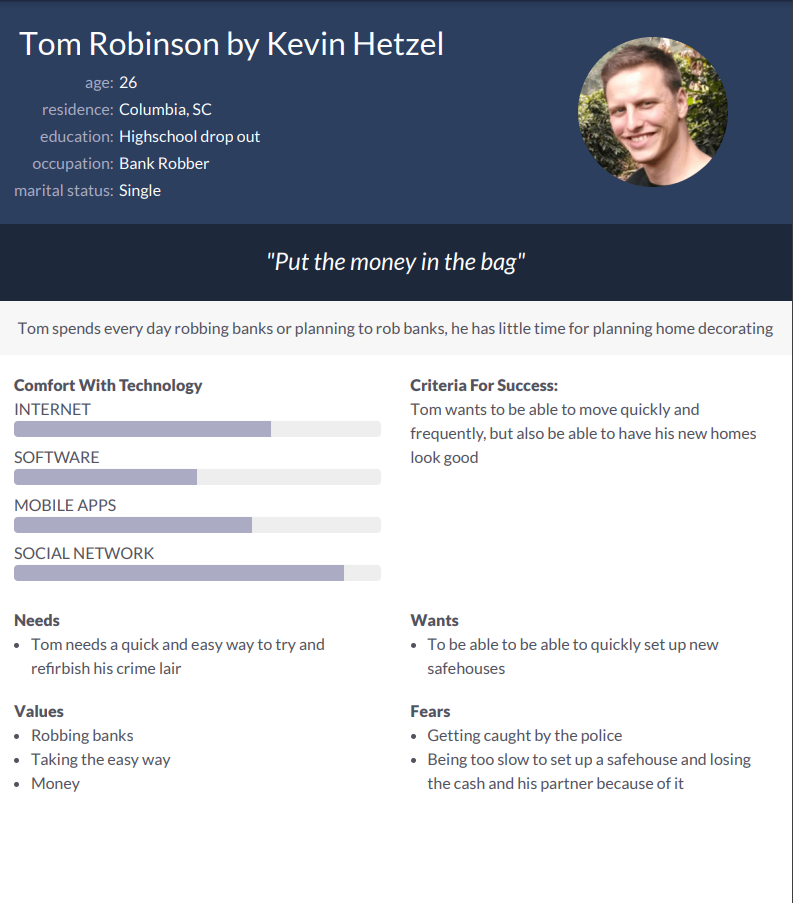 Tom Robinson by Kevin Hetzel
age: 26
residence: Columbia, SC
education: Highschool drop out
occupation: Bank Robber
marital status: Single
"Put the money in the bag"
Tom spends every day robbing banks or planning to rob banks, he has little time for planning home decorating
Comfort With Technology
INTERNET
SOFTWARE
MOBILE APPS
SOCIAL NETWORK
Criteria For Success:
Tom wants to be able to move quickly and
frequently, but also be able to have his new homes
look good
Needs
• Tom needs a quick and easy way to try and
refirbish his crime lair
Wants
• To be able to be able to quickly set up new
safehouses
Values
• Robbing banks
• Taking the easy way
• Money
Fears
• Getting caught by the police
• Being too slow to set up a safehouse and losing
the cash and his partner because of it